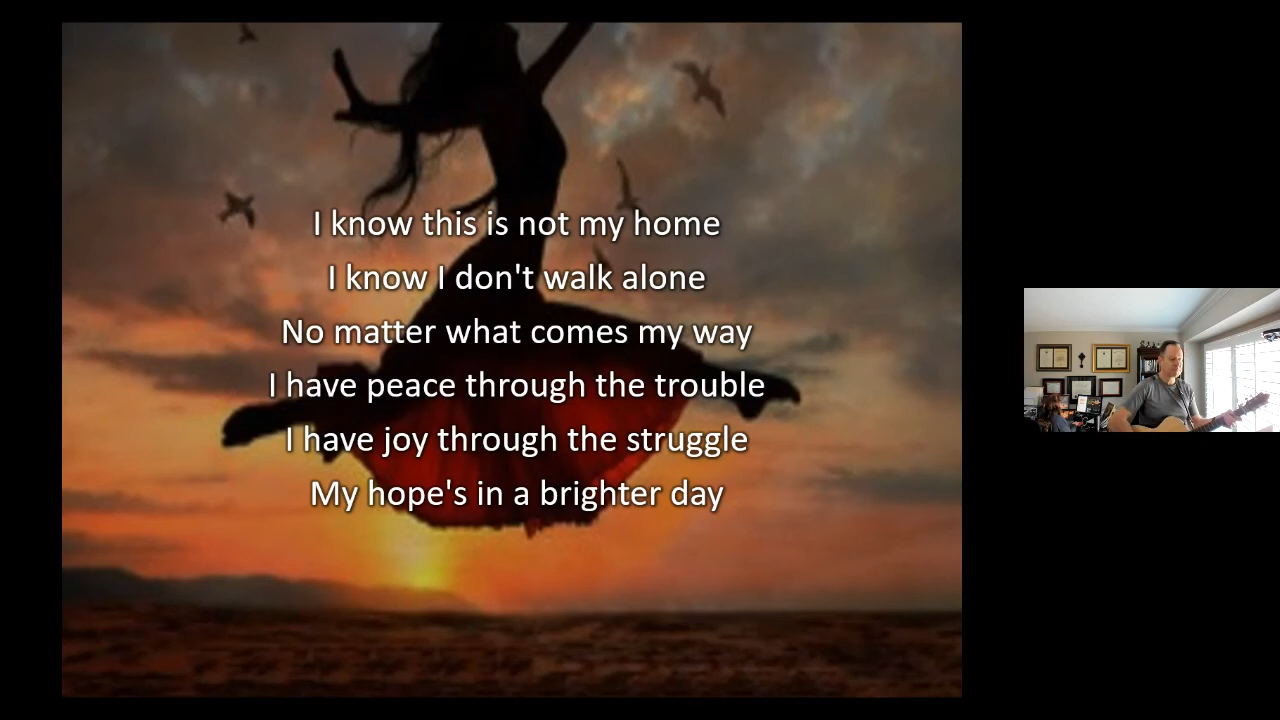 I know this is not my home
I know I don't walk alone
No matter what comes my way
I have peace through the trouble
I have joy through the struggle
My hope's in a brighter day